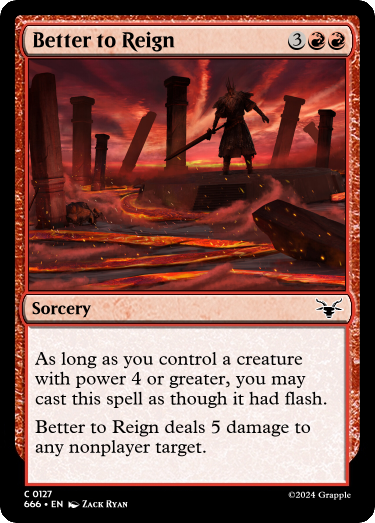 Better to Reign 3
Sorcery
As long as you control a creature
with power 4 or greater, you may
cast this spell as though it had flash.
Better to Reign deals 5 damage to
any nonplayer target.
C 0127
666 • EN Zack Ryan
©2024 Grapple